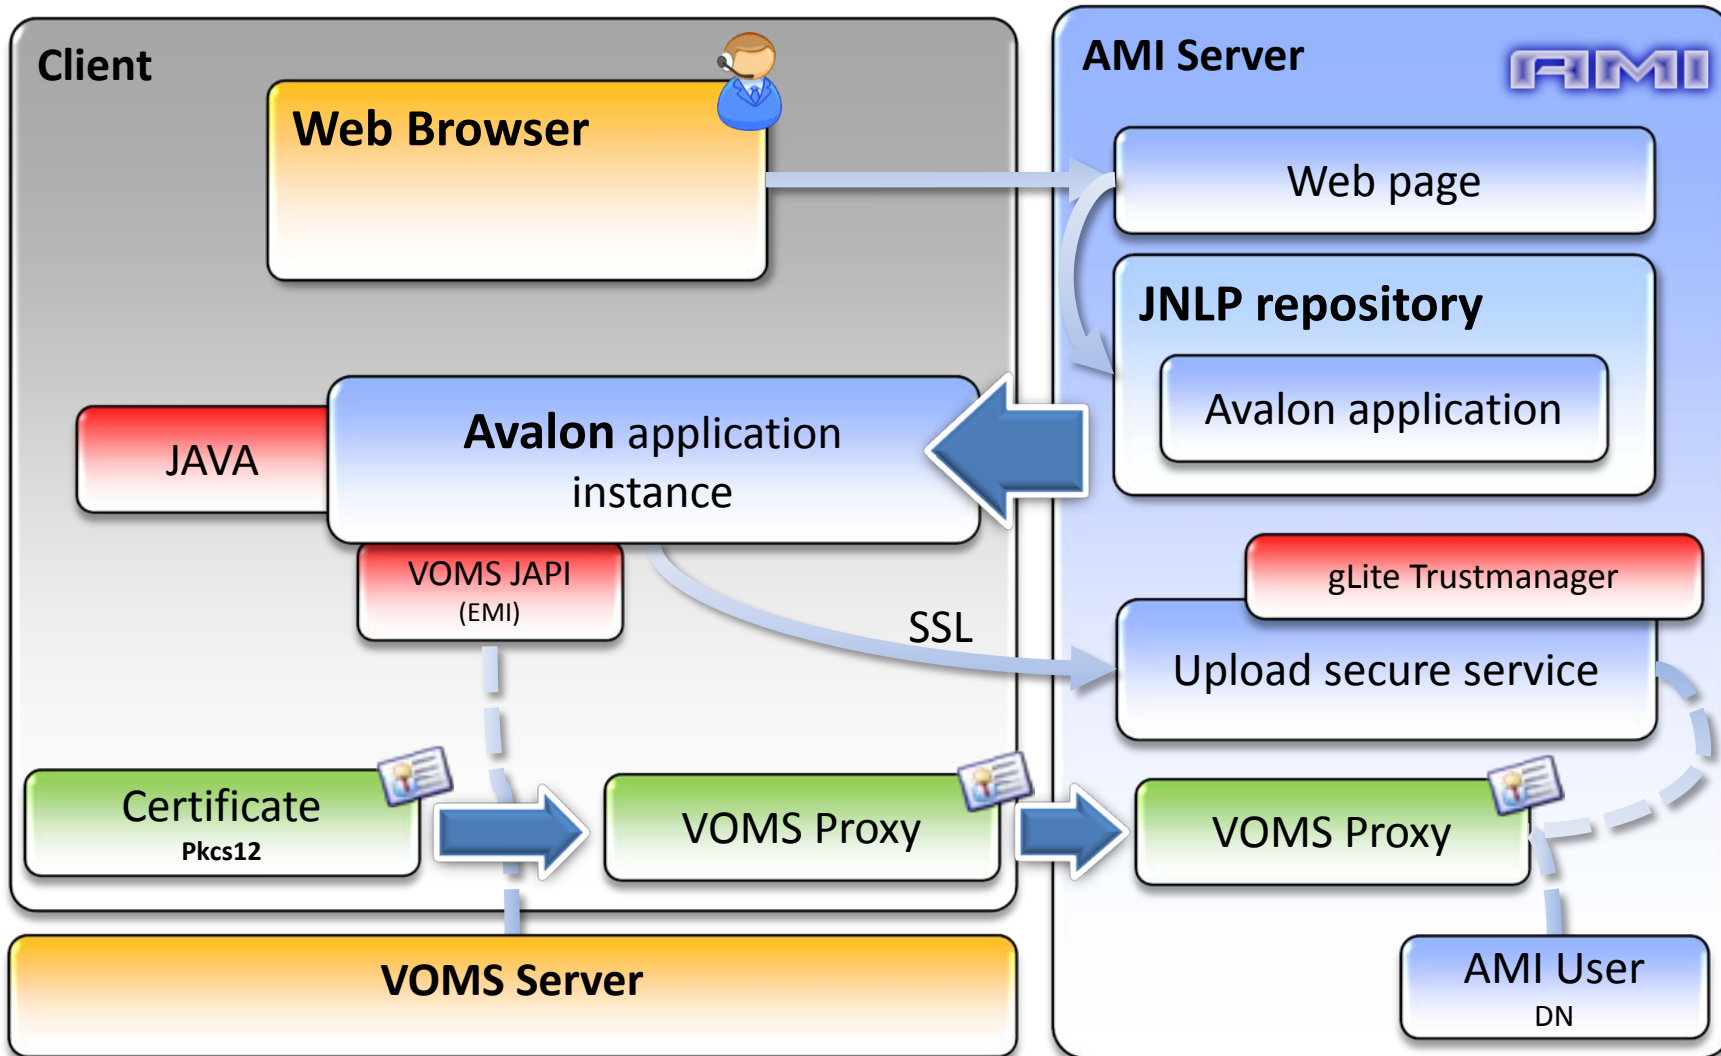 Client
Web Browser
AMI Server
AMI
Web page
JNLP repository
Avalon application
Avalon application
instance
JAVA
VOMS JAPI
(EMI)
SSL
gLite Trustmanager
Upload secure service
Certificate
Pkcs12
VOMS Proxy
VOMS Proxy
VOMS Server
AMI User
DN